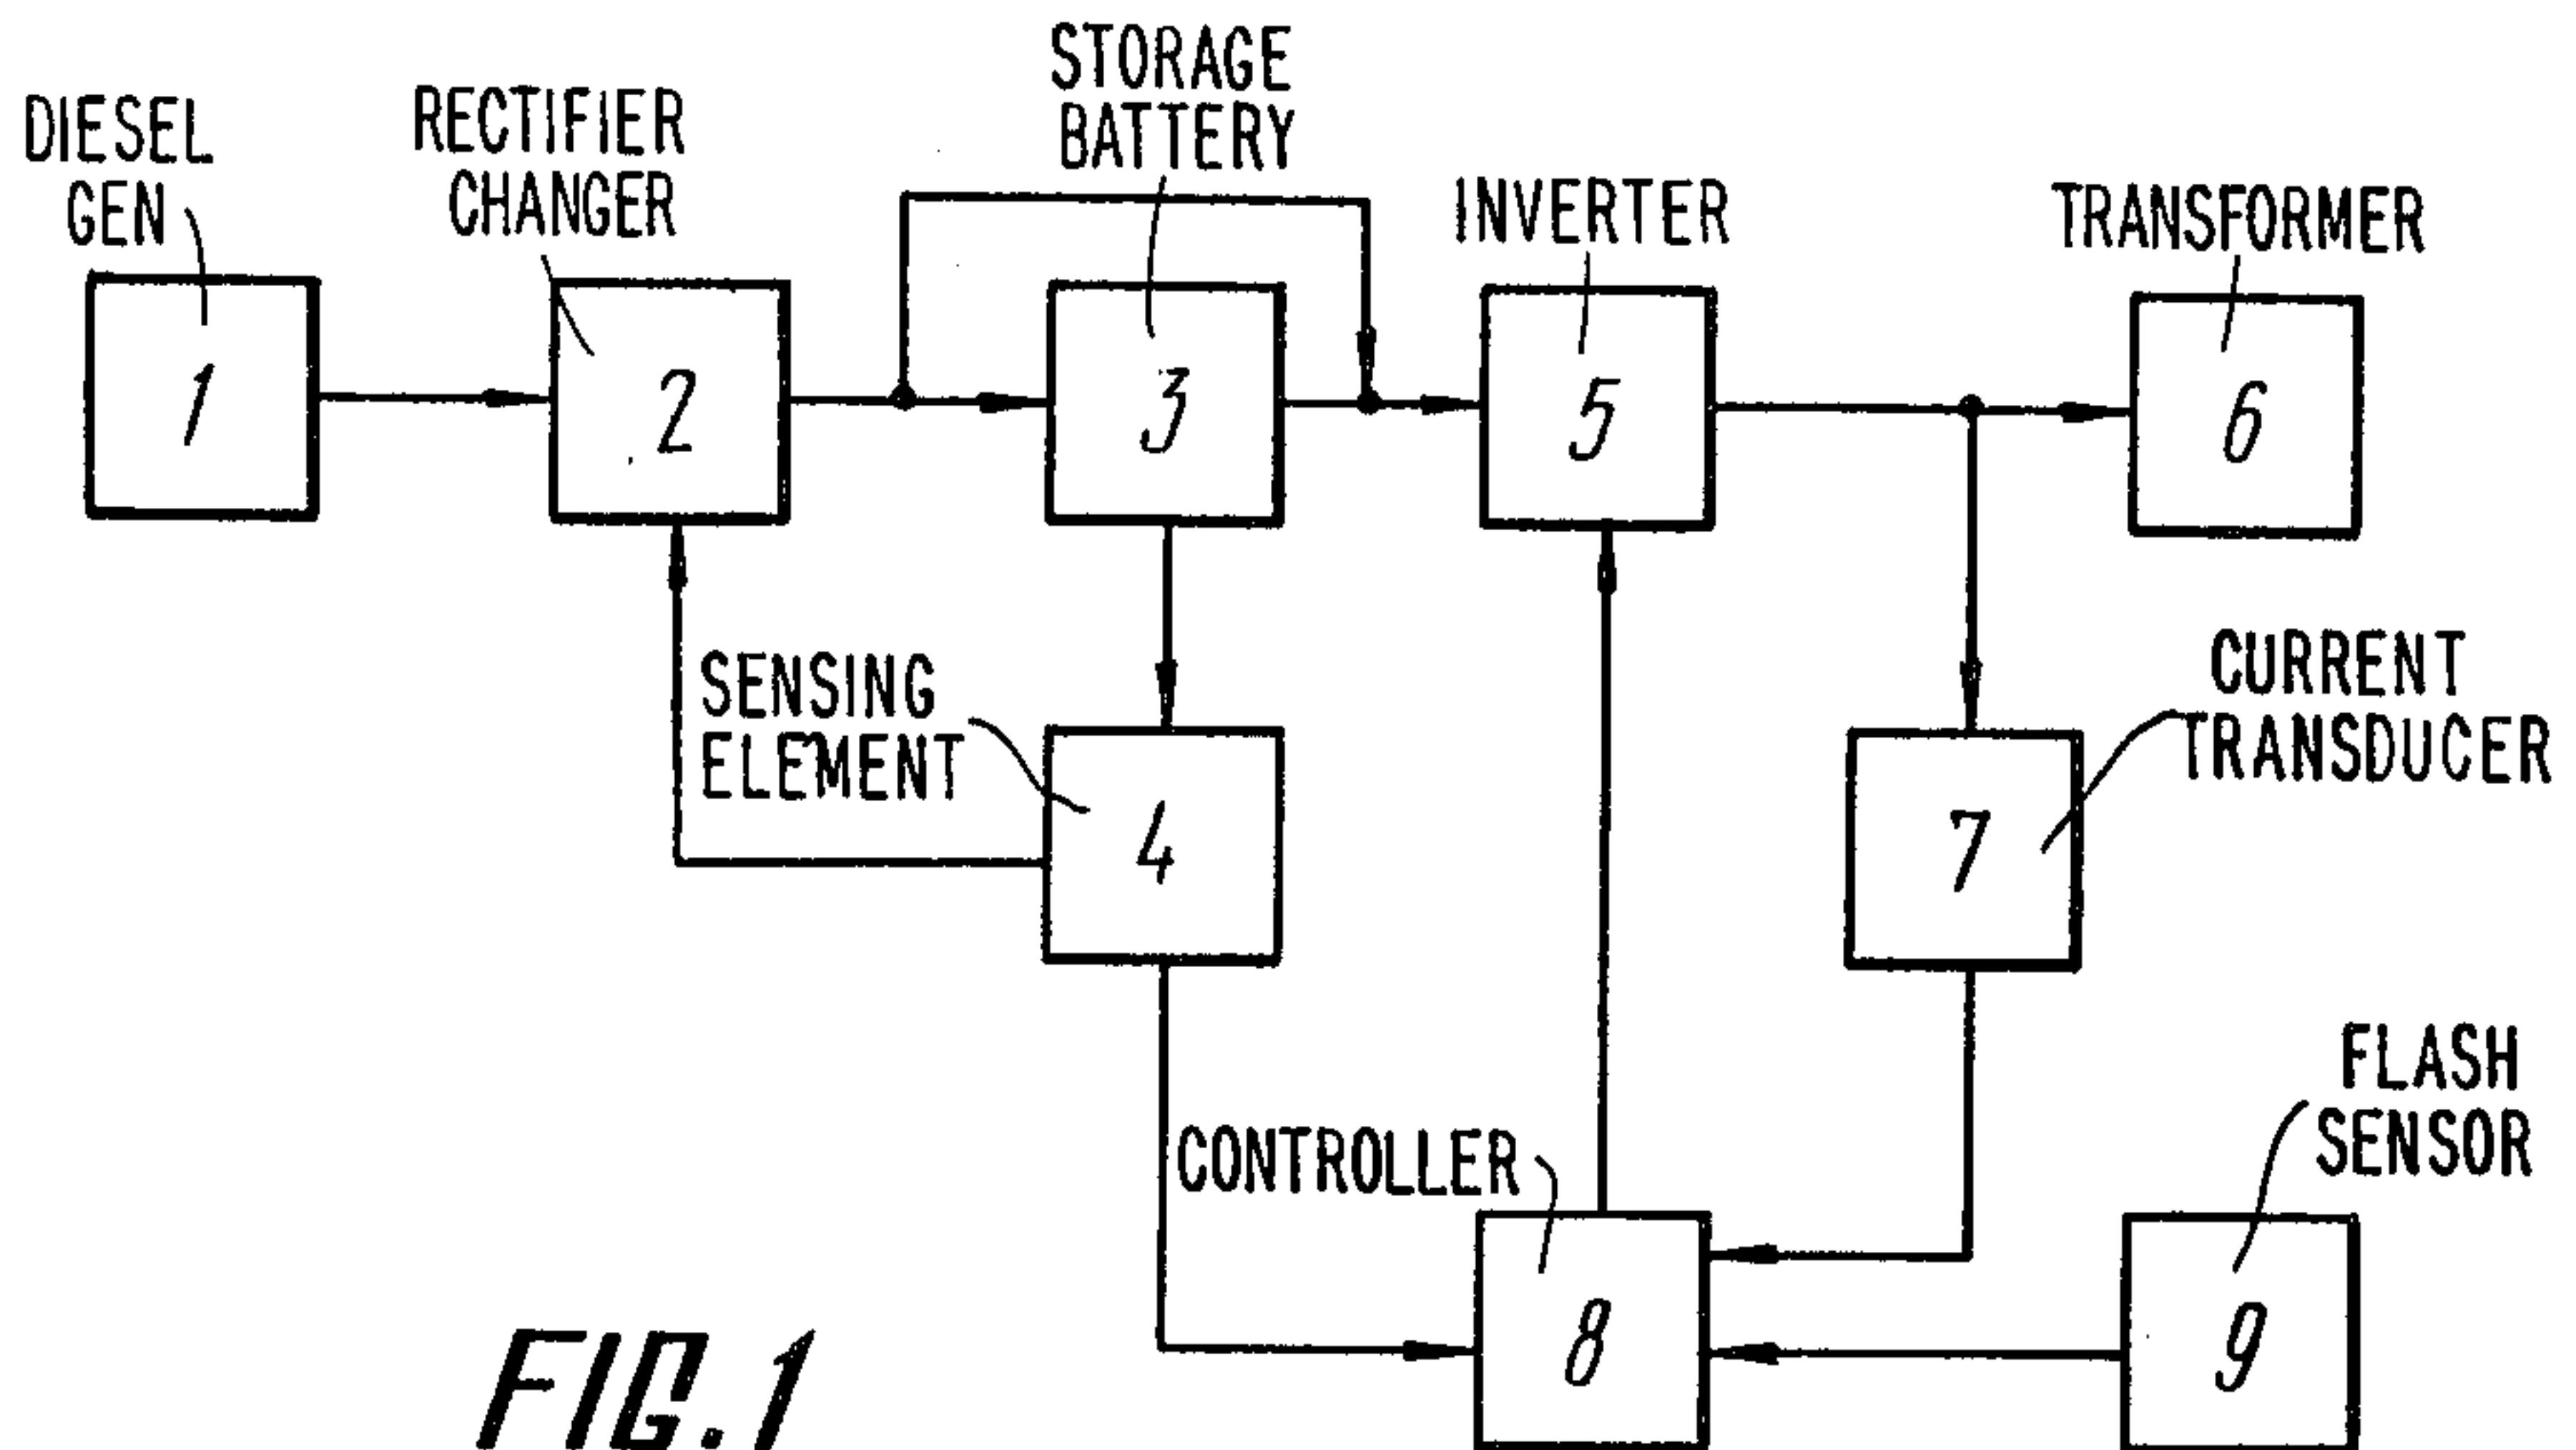 DIESEL
GEN
RECTIFIER
CHANGER
STORAGE
BATTERY
INVERTER
TRANSFORMER
1
2
3
5
6
SENSING
ELEMENT
CURRENT
TRANSDUCER
4
7
FLASH
SENSOR
CONTROLLER
8
9
FIG.1